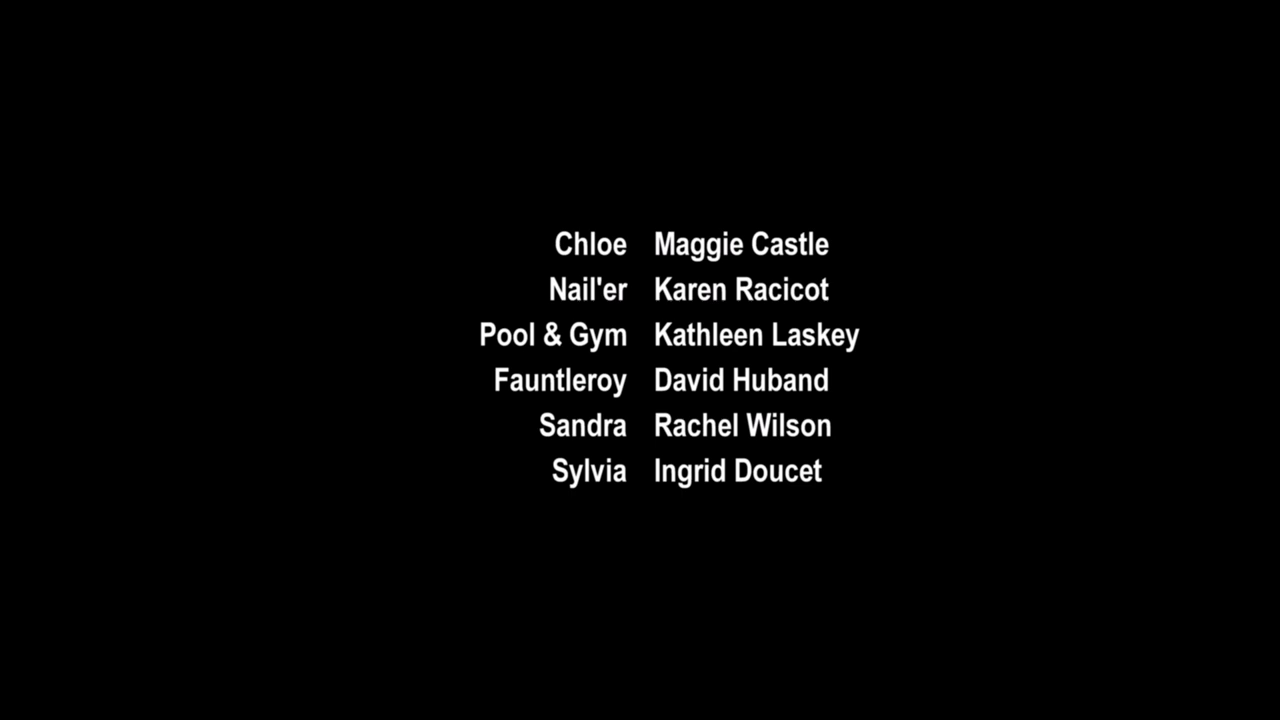 Chloe Maggie Castle
Nail'er Karen Racicot
Pool & Gym Kathleen Laskey
Fauntleroy David Huband
Sandra Rachel Wilson
Sylvia Ingrid Doucet